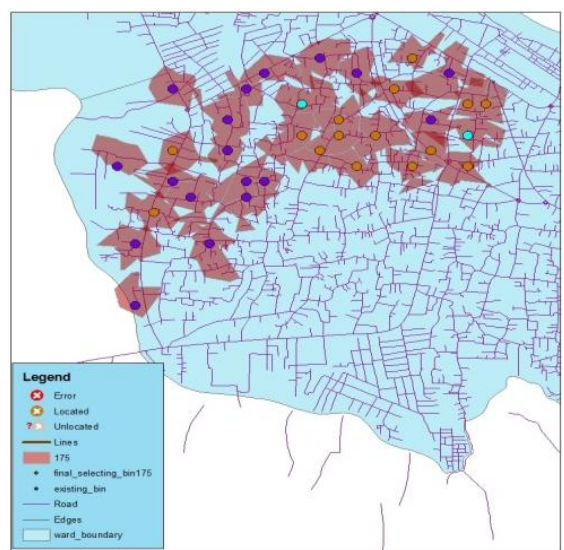 Legend
Error
Located
Unlocated
Lines
175
final_selecting_bin175
existing_bin
Road
Edges
ward_boundary